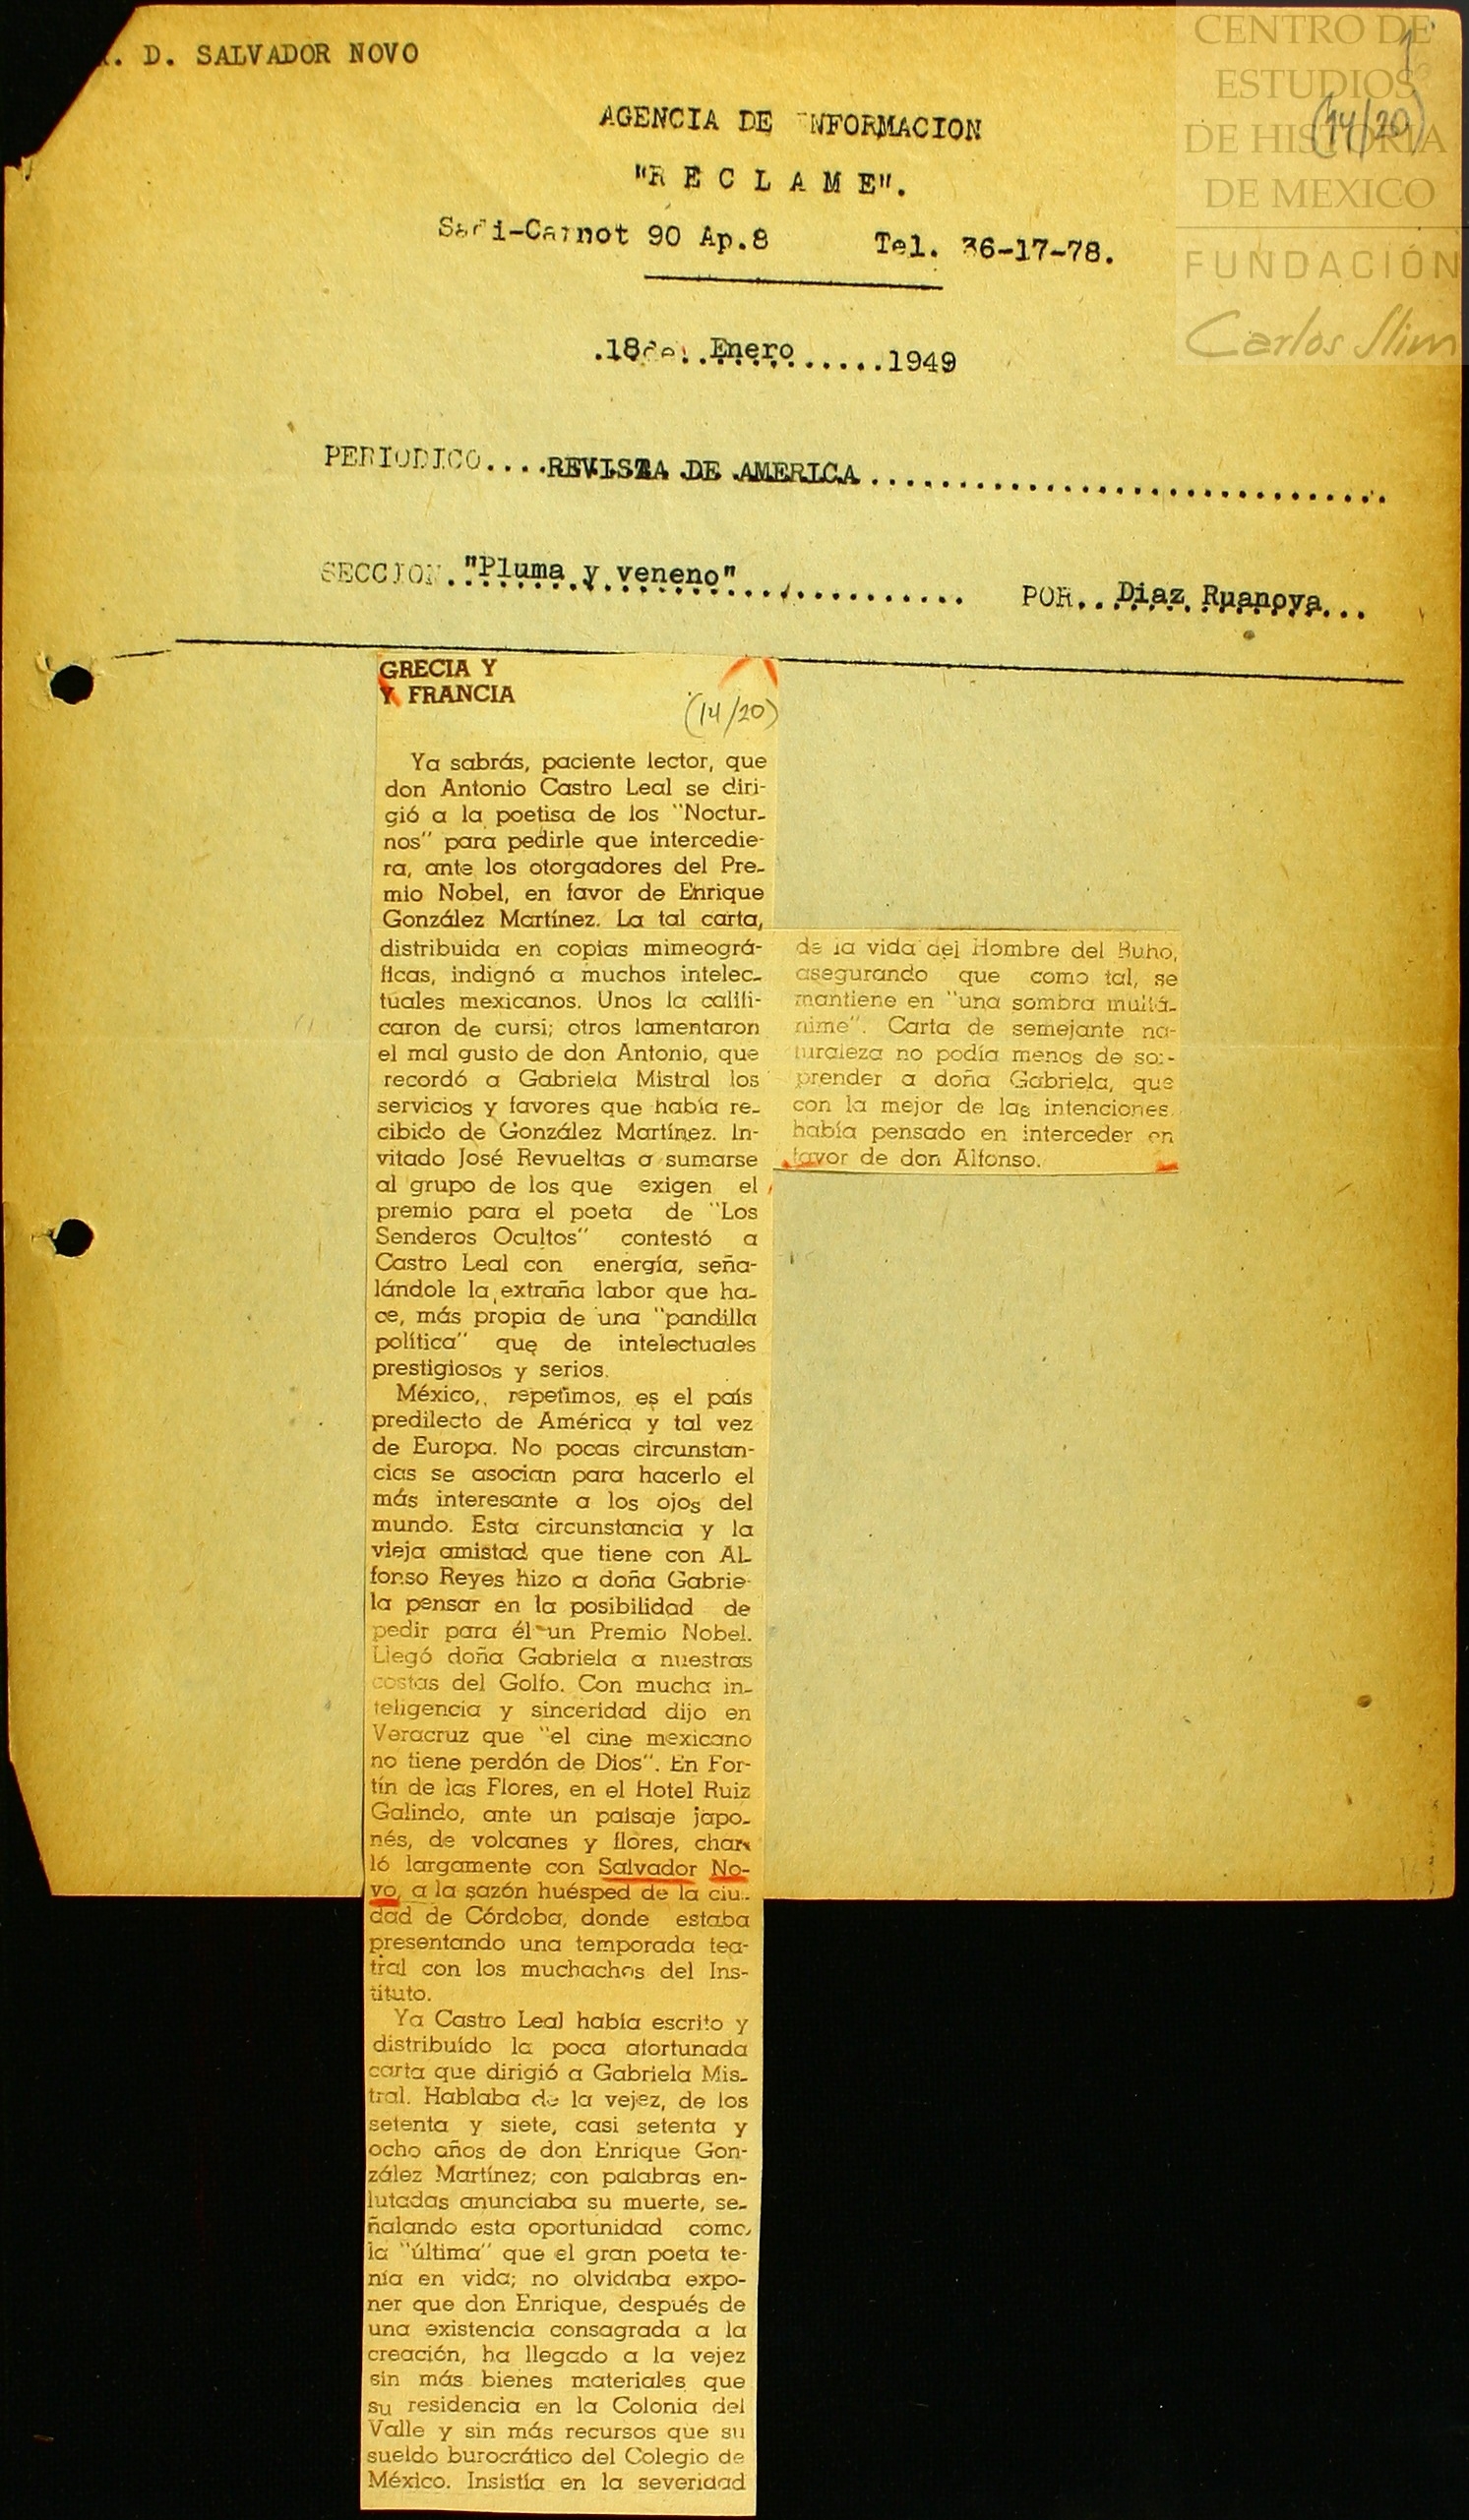 D. SALVADOR NOVO
CENTRO DE
ESTUDIOS
DE HISTORIA
DE MEXICO
FUNDACIÓN
Carlos Slim
1
(14/20)
AGENCIA DE INFORMACION
"R E C L A M E".
Sadi-Carnot 90 Ap.8 Tel. 36-17-78.
.18de..Enero......1949
PERIODICO....REVISTA DE AMERICA..............................
SECCION."Pluma y veneno".......... POR..Diaz Ruanova...
GRECIA Y
Y FRANCIA
(14/20)
Ya sabrás, paciente lector, que
don Antonio Castro Leal se diri-
gió a la poetisa de los "Noctur-
nos" para pedirle que intercedie-
ra, ante los otorgadores del Pre-
mio Nobel, en favor de Enrique
González Martínez. La tal carta,
distribuida en copias mimeográ-
ficas, indignó a muchos intelec-
tuales mexicanos. Unos la califi-
caron de cursi; otros lamentaron
el mal gusto de don Antonio, que
recordó a Gabriela Mistral los
servicios y favores que había re-
cibido de González Martínez. In-
vitado José Revueltas a sumarse
al grupo de los que exigen el
premio para el poeta de "Los
Senderos Ocultos" contestó a
Castro Leal con energía, seña-
lándole la extraña labor que ha-
ce, más propia de una "pandilla
política" que de intelectuales
prestigiosos y serios.
México, repetimos, es el país
predilecto de América y tal vez
de Europa. No pocas circunstan-
cias se asocian para hacerlo el
más interesante a los ojos del
mundo. Esta circunstancia y la
vieja amistad que tiene con Al-
fonso Reyes hizo a doña Gabrie-
la pensar en la posibilidad de
pedir para él un Premio Nobel.
Llegó doña Gabriela a nuestras
costas del Golfo. Con mucha in-
teligencia y sinceridad dijo en
Veracruz que "el cine mexicano
no tiene perdón de Dios". En For-
tín de las Flores, en el Hotel Ruiz
Galindo, ante un paisaje japo-
nés, de volcanes y flores, char-
ló largamente con Salvador No-
vo, a la sazón huésped de la ciu-
dad de Córdoba, donde estaba
presentando una temporada tea-
tral con los muchachos del Ins-
tituto.
Ya Castro Leal había escrito y
distribuído la poca afortunada
carta que dirigió a Gabriela Mis-
tral. Hablaba de la vejez, de los
setenta y siete, casi setenta y
ocho años de don Enrique Gon-
zález Martínez; con palabras en-
lutadas anunciaba su muerte, se-
ñalando esta oportunidad como
la "última" que el gran poeta te-
nía en vida; no olvidaba expo-
ner que don Enrique, después de
una existencia consagrada a la
creación, ha llegado a la vejez
sin más bienes materiales que
su residencia en la Colonia del
Valle y sin más recursos que su
sueldo burocrático del Colegio de
México. Insistía en la severidad
de la vida del Hombre del Buho,
asegurando que como tal, se
mantiene en "una sombra mullá-
nime". Carta de semejante na-
turaleza no podía menos de sor-
prender a doña Gabriela, que
con la mejor de las intenciones
había pensado en interceder en
favor de don Alfonso.